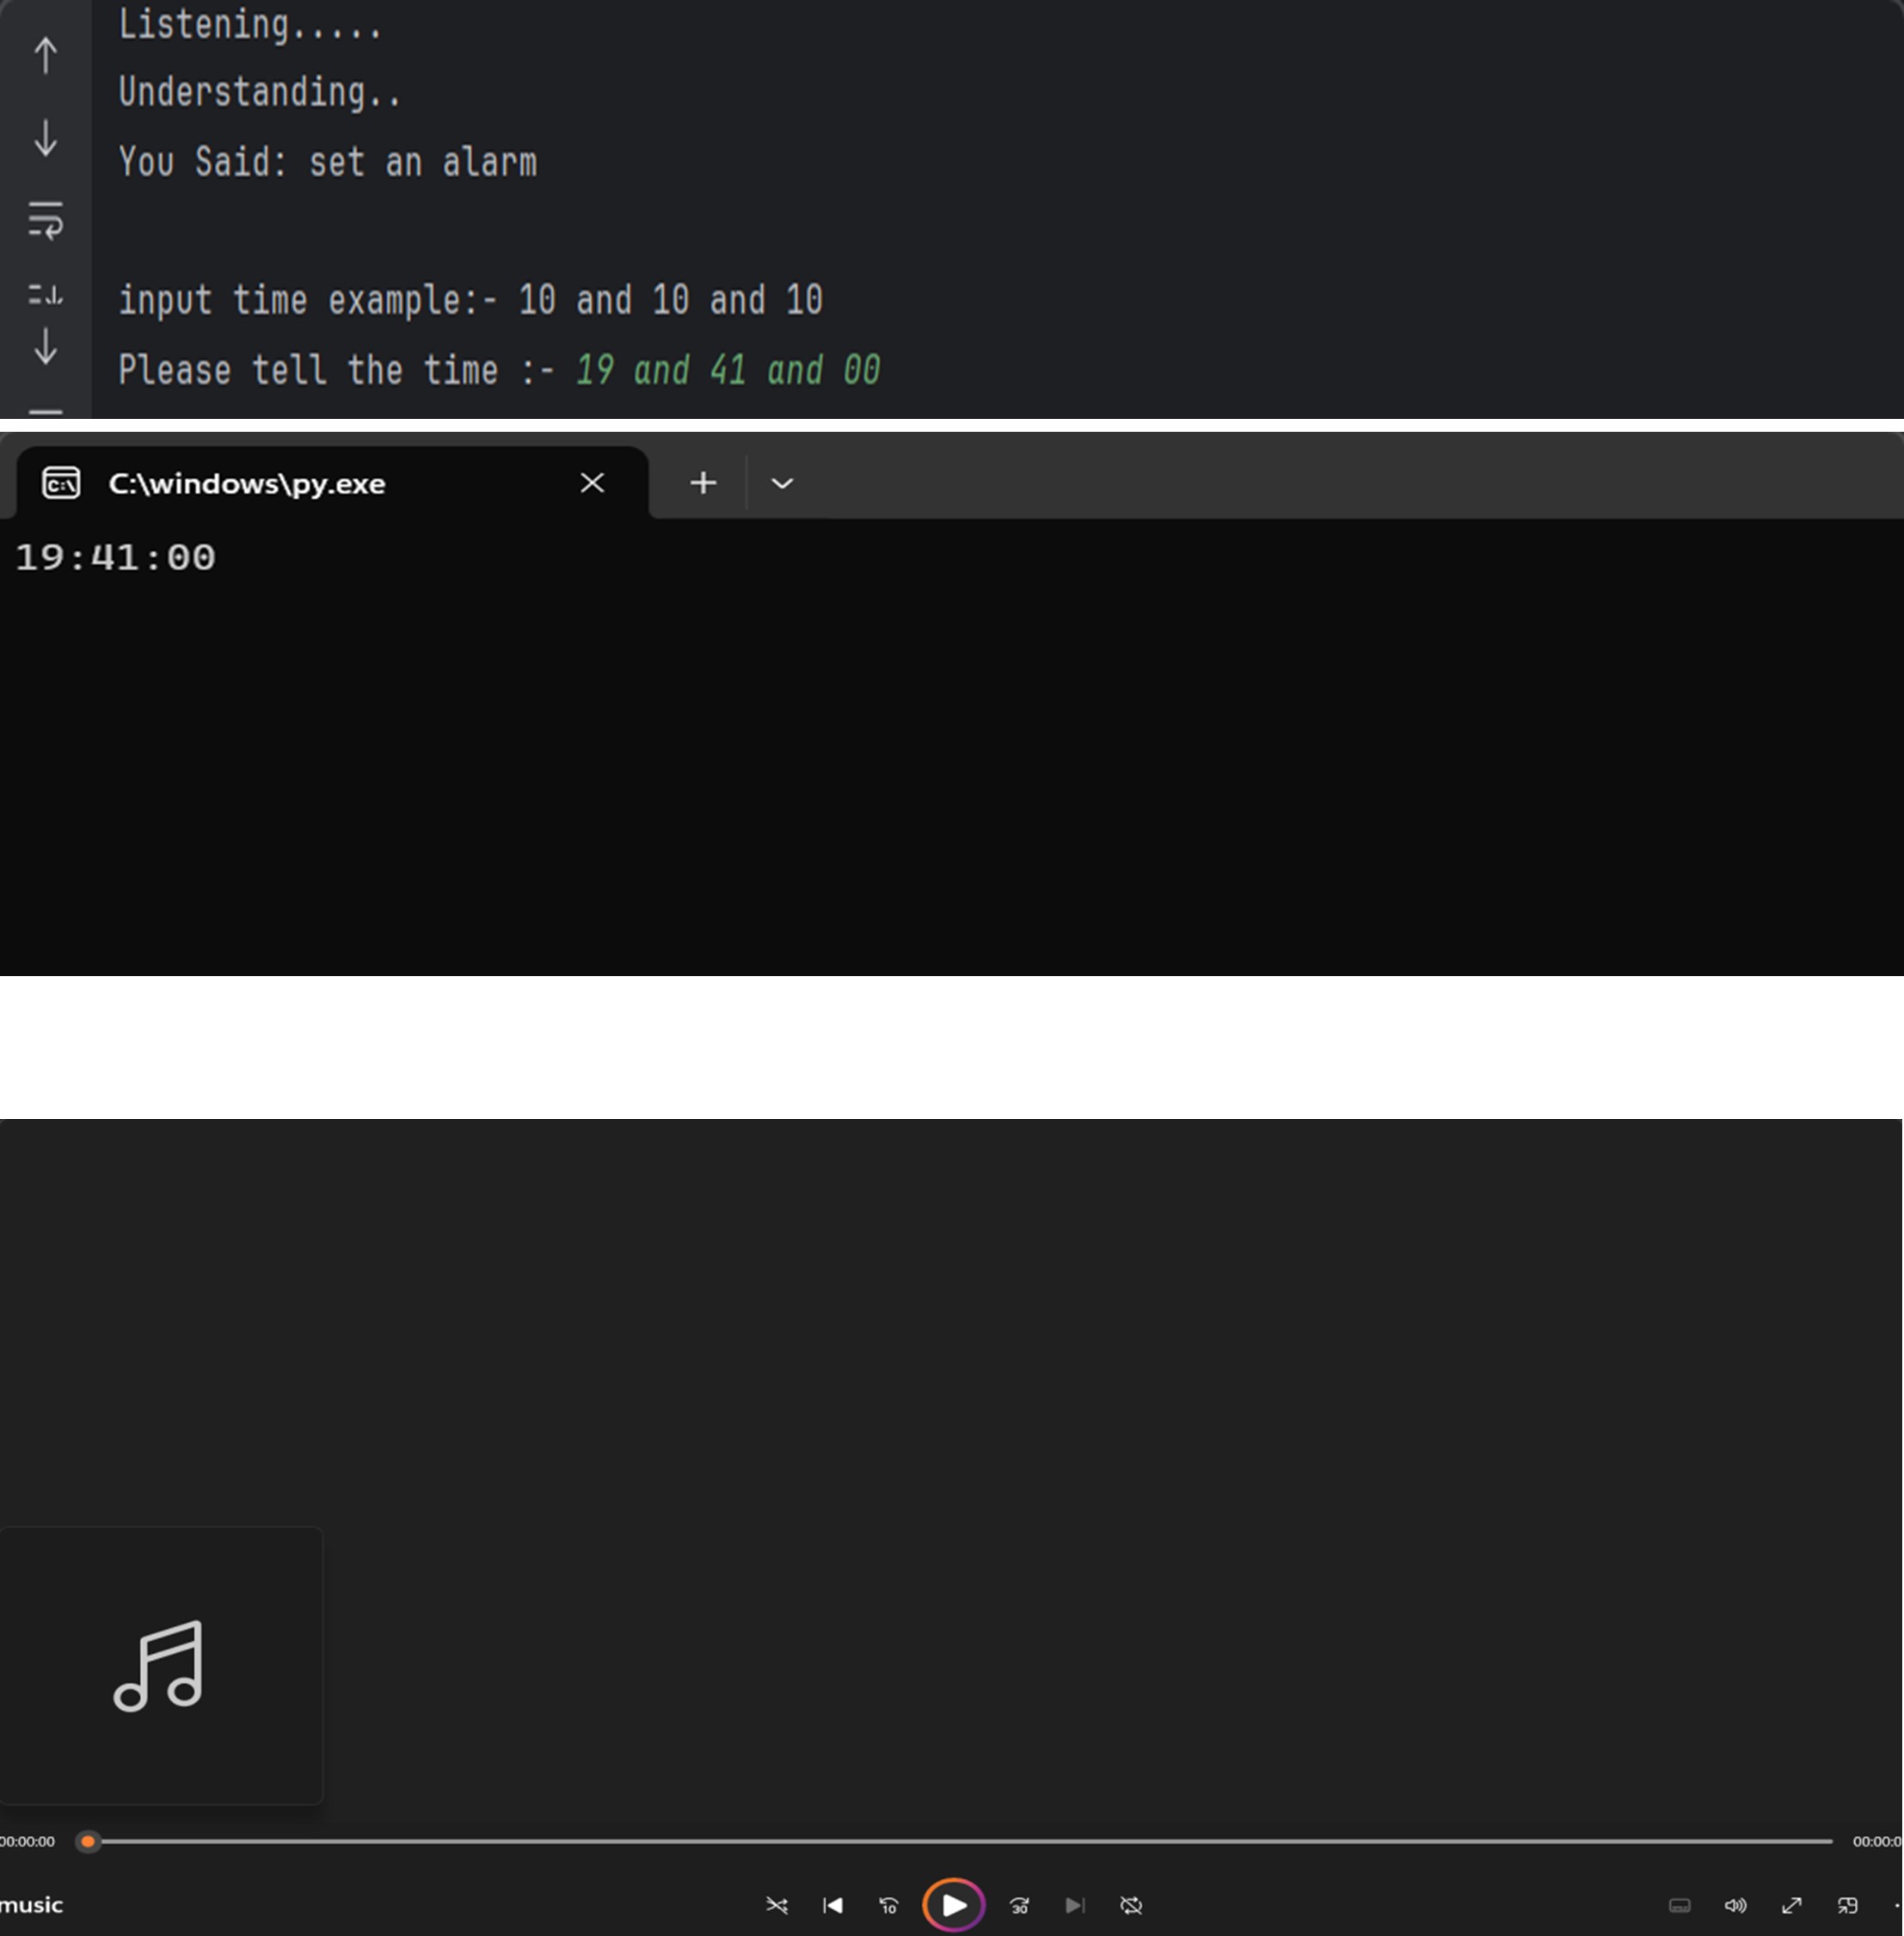 Listening.....
Understanding..
You Said: set an alarm
input time example:- 10 and 10 and 10
Please tell the time :- 19 and 41 and 00
C:\windows\py.exe
19:41:00
00:00:00
00:00:0
music
10
30